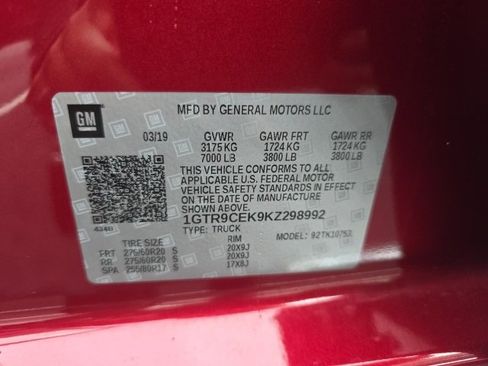 GM
MFD BY GENERAL MOTORS LLC
03/19 GVWR GAWR FRT GAWR RR
3175 KG 1724 KG 1724 KG
7000 LB 3800 LB 3800 LB
THIS VEHICLE CONFORMS TO ALL
APPLICABLE U.S. FEDERAL MOTOR
VEHICLE SAFETY STANDARDS IN EFFECT
ON THE DATE OF MANUFACTURE
SHOWN ABOVE.
1GTR9CEK9KZ298992
4348 TYPE: TRUCK MODEL: 92TK10753
TIRE SIZE RIM
FRT 275/60R20 S 20X9J
RR 275/60R20 S 20X9J
SPA 255/80R17 S 17X8J